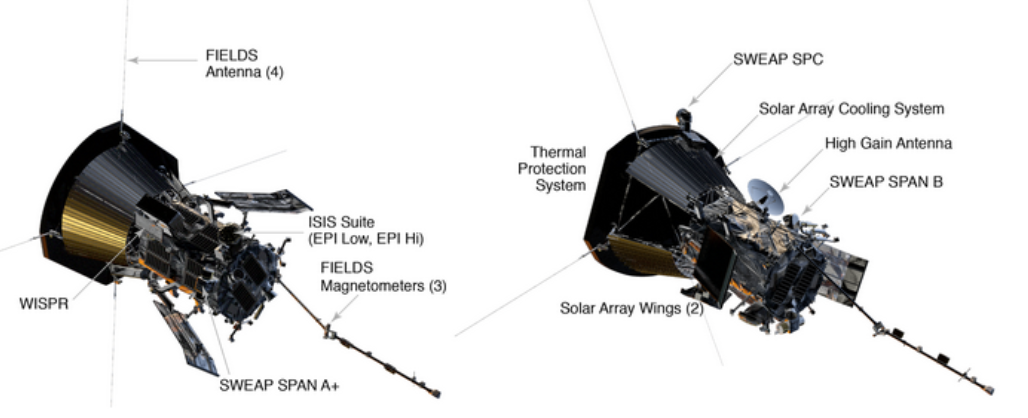 FIELDS
Antenna (4)
ISIS Suite
(EPI Low, EPI Hi)
FIELDS
Magnetometers (3)
WISPR
SWEAP SPAN A+
SWEAP SPC
Solar Array Cooling System
High Gain Antenna
Thermal
Protection
System
SWEAP SPAN B
Solar Array Wings (2)